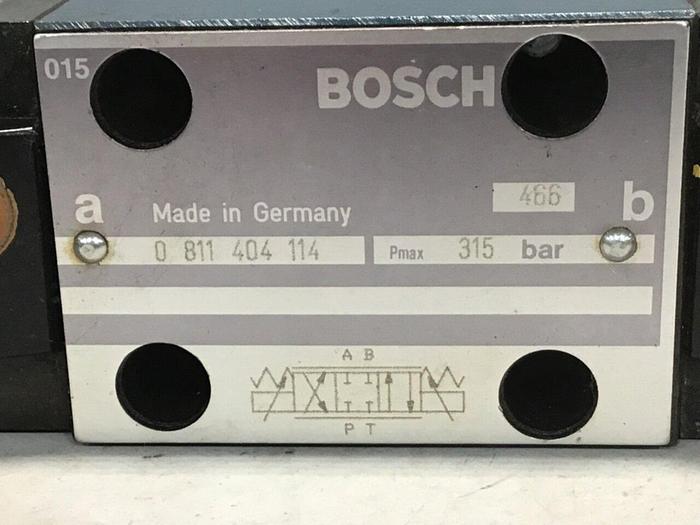 015
BOSCH
466
a
b
Made in Germany
0 811 404 114
Pmax 315 bar
A B
P T